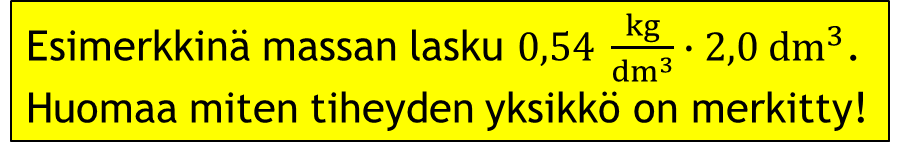 Esimerkkinä massan lasku 0,54 kg/dm³ · 2,0 dm³.
Huomaa miten tiheyden yksikkö on merkitty!